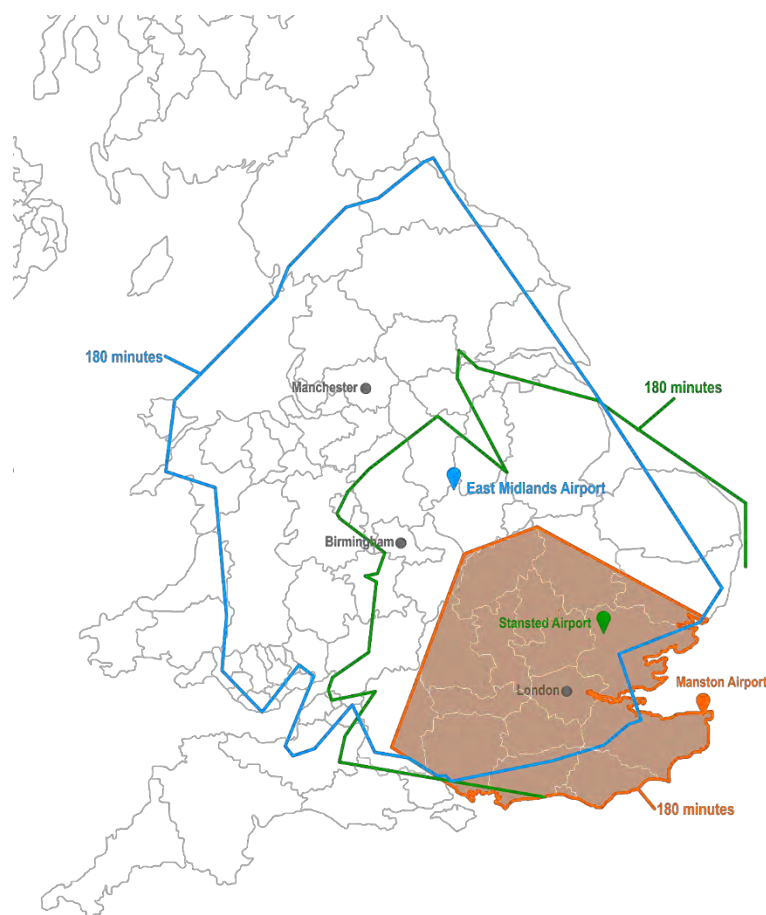 180 minutes
Manchester
180 minutes
East Midlands Airport
Birmingham
Stansted Airport
Manston Airport
London
180 minutes